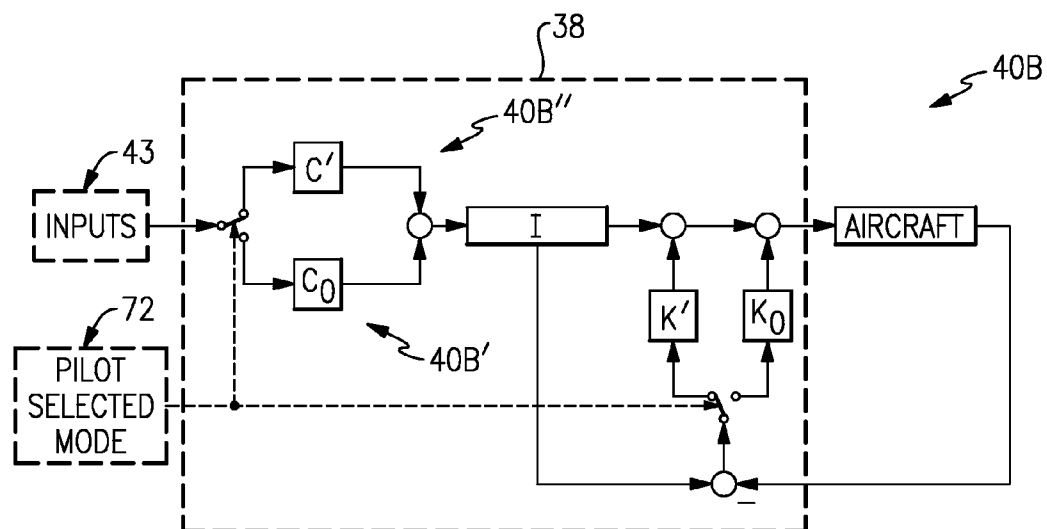 38
40B
40B″
43
C′
INPUTS
I
AIRCRAFT
C0
K′
K0
72
40B′
PILOT
SELECTED
MODE
−